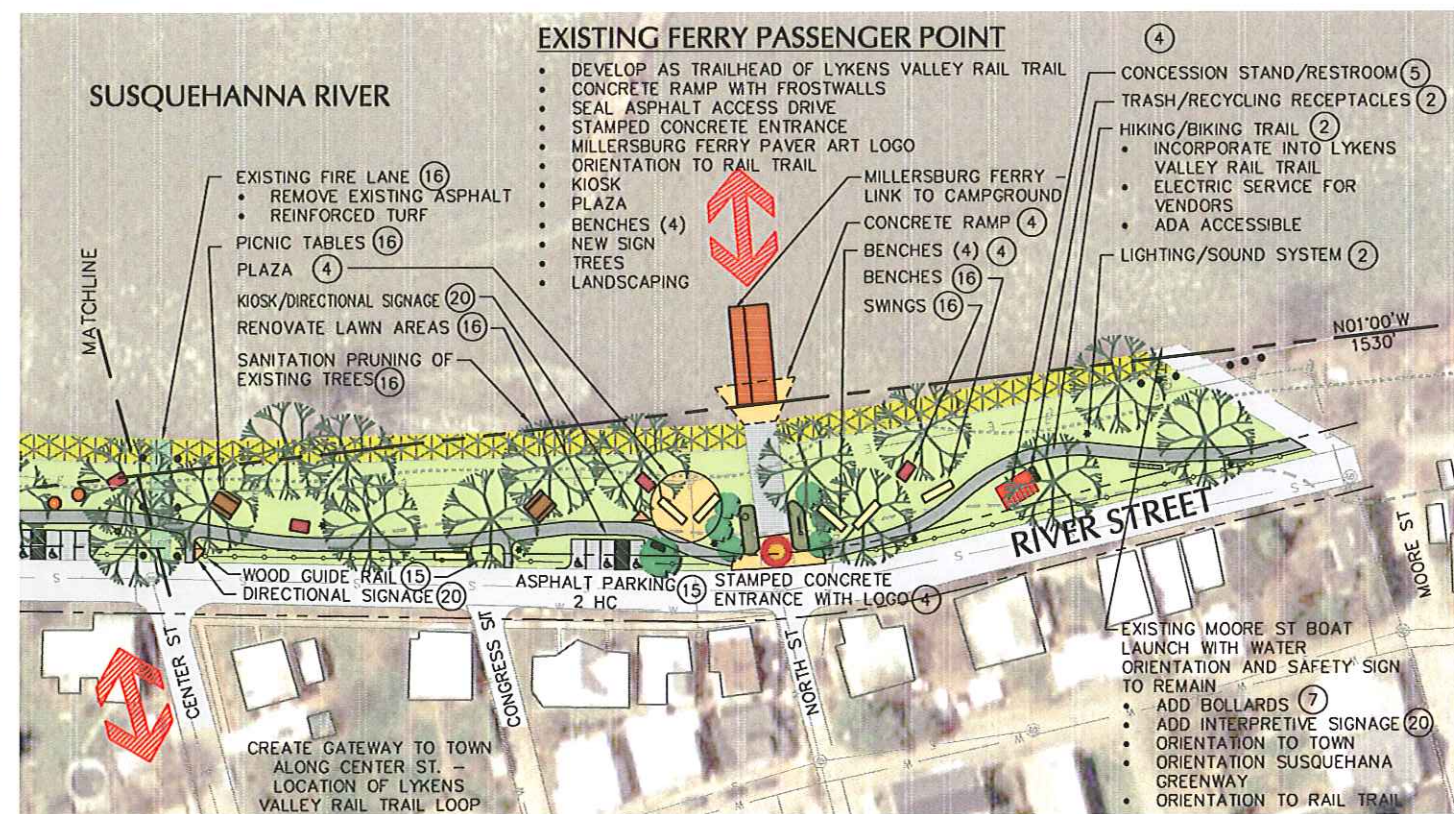 SUSQUEHANNA RIVER
EXISTING FERRY PASSENGER POINT
• DEVELOP AS TRAILHEAD OF LYKENS VALLEY RAIL TRAIL
• CONCRETE RAMP WITH FROSTWALLS
• SEAL ASPHALT ACCESS DRIVE
• STAMPED CONCRETE ENTRANCE
• MILLERSBURG FERRY PAVER ART LOGO
• ORIENTATION TO RAIL TRAIL
• KIOSK
• PLAZA
• BENCHES (4)
• NEW SIGN
• TREES
• LANDSCAPING
4
CONCESSION STAND/RESTROOM 5
TRASH/RECYCLING RECEPTACLES 2
HIKING/BIKING TRAIL 2
• INCORPORATE INTO LYKENS
VALLEY RAIL TRAIL
• ELECTRIC SERVICE FOR
VENDORS
• ADA ACCESSIBLE
LIGHTING/SOUND SYSTEM 2
EXISTING FIRE LANE 16
• REMOVE EXISTING ASPHALT
• REINFORCED TURF
PICNIC TABLES 16
PLAZA 4
KIOSK/DIRECTIONAL SIGNAGE 20
RENOVATE LAWN AREAS 16
SANITATION PRUNING OF
EXISTING TREES 16
MATCHLINE
MILLERSBURG FERRY –
LINK TO CAMPGROUND
CONCRETE RAMP 4
BENCHES (4) 4
BENCHES 16
SWINGS 16
N01°00'W
1530'
WOOD GUIDE RAIL 15
DIRECTIONAL SIGNAGE 20
ASPHALT PARKING 15
2 HC
STAMPED CONCRETE
ENTRANCE WITH LOGO 4
RIVER STREET
CENTER ST
CONGRESS ST
NORTH ST
MOORE ST
CREATE GATEWAY TO TOWN
ALONG CENTER ST. –
LOCATION OF LYKENS
VALLEY RAIL TRAIL LOOP
EXISTING MOORE ST BOAT
LAUNCH WITH WATER
ORIENTATION AND SAFETY SIGN
TO REMAIN
• ADD BOLLARDS 7
• ADD INTERPRETIVE SIGNAGE 20
• ORIENTATION TO TOWN
• ORIENTATION SUSQUEHANA
GREENWAY
• ORIENTATION TO RAIL TRAIL